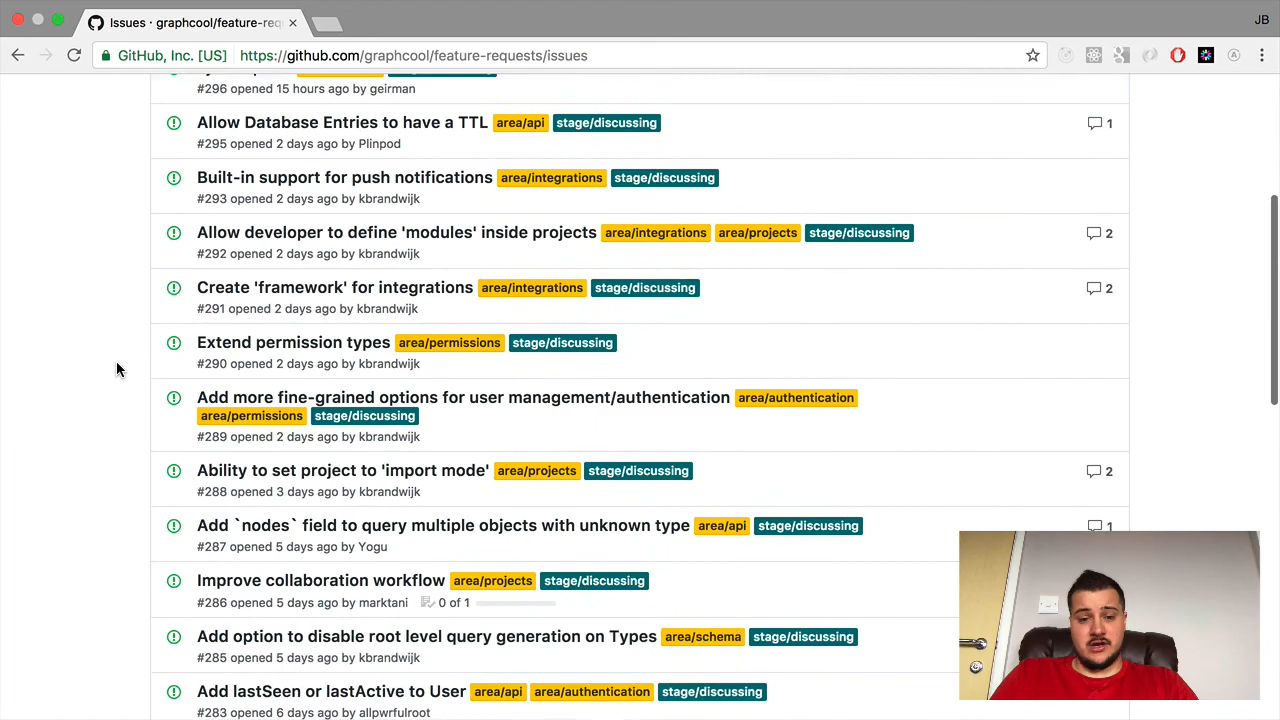 Issues · graphcool/feature-req
JB
GitHub, Inc. [US] https://github.com/graphcool/feature-requests/issues
#296 opened 15 hours ago by geirman
Allow Database Entries to have a TTL area/api stage/discussing 1
#295 opened 2 days ago by Plinpod
Built-in support for push notifications area/integrations stage/discussing
#293 opened 2 days ago by kbrandwijk
Allow developer to define 'modules' inside projects area/integrations area/projects stage/discussing 2
#292 opened 2 days ago by kbrandwijk
Create 'framework' for integrations area/integrations stage/discussing 2
#291 opened 2 days ago by kbrandwijk
Extend permission types area/permissions stage/discussing
#290 opened 2 days ago by kbrandwijk
Add more fine-grained options for user management/authentication area/authentication
area/permissions stage/discussing
#289 opened 2 days ago by kbrandwijk
Ability to set project to 'import mode' area/projects stage/discussing 2
#288 opened 3 days ago by kbrandwijk
Add `nodes` field to query multiple objects with unknown type area/api stage/discussing 1
#287 opened 5 days ago by Yogu
Improve collaboration workflow area/projects stage/discussing
#286 opened 5 days ago by marktani 0 of 1
Add option to disable root level query generation on Types area/schema stage/discussing
#285 opened 5 days ago by kbrandwijk
Add lastSeen or lastActive to User area/api area/authentication stage/discussing
#283 opened 6 days ago by allpwrfulroot